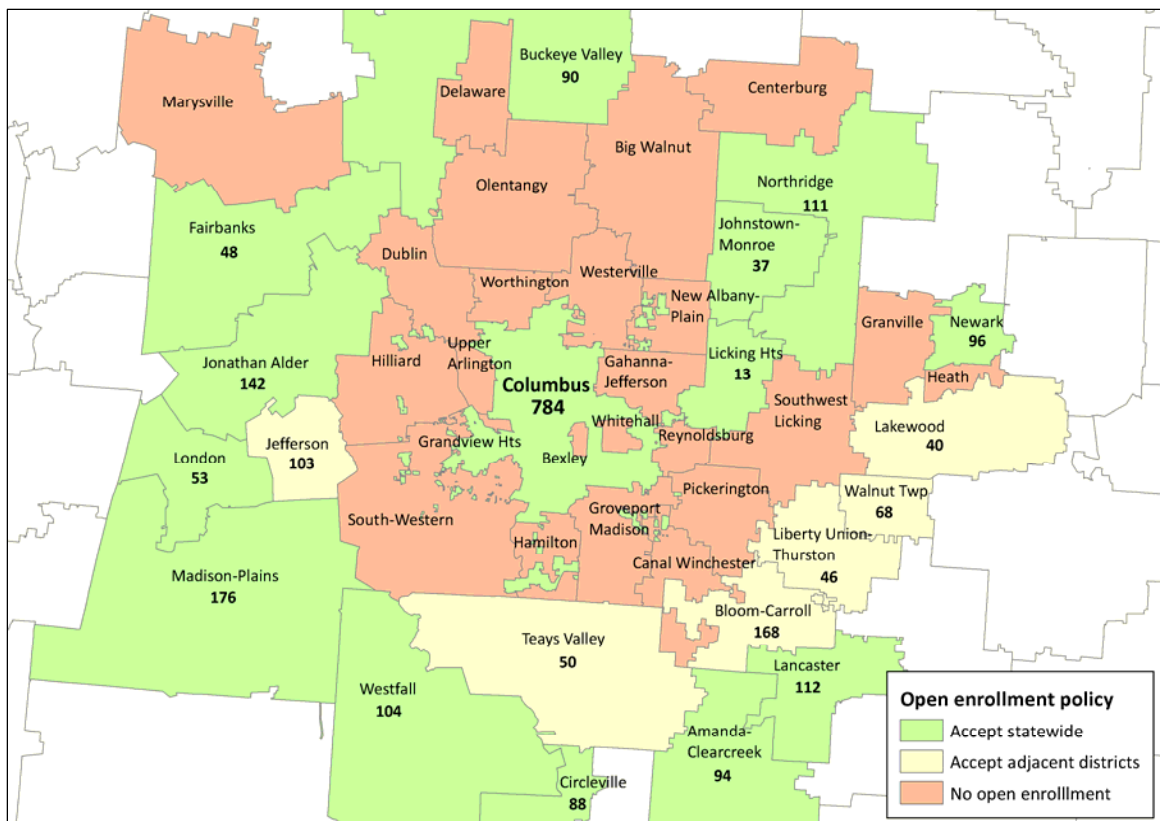 Buckeye Valley
90
Delaware
Centerburg
Marysville
Big Walnut
Olentangy
Northridge
111
Fairbanks
48
Johnstown-
Monroe
37
Dublin
Westerville
Worthington
New Albany-
Plain
Granville
Newark
96
Upper
Arlington
Hilliard
Jonathan Alder
142
Licking Hts
13
Gahanna-
Jefferson
Heath
Columbus
784
Southwest
Licking
Lakewood
40
Whitehall
Reynoldsburg
Grandview Hts
Jefferson
103
London
53
Bexley
Pickerington
Walnut Twp
68
South-Western
Groveport
Madison
Hamilton
Liberty Union-
Thurston
46
Canal Winchester
Madison-Plains
176
Bloom-Carroll
168
Teays Valley
50
Lancaster
112
Westfall
104
Amanda-
Clearcreek
94
Circleville
88
Open enrollment policy
Accept statewide
Accept adjacent districts
No open enrolllment